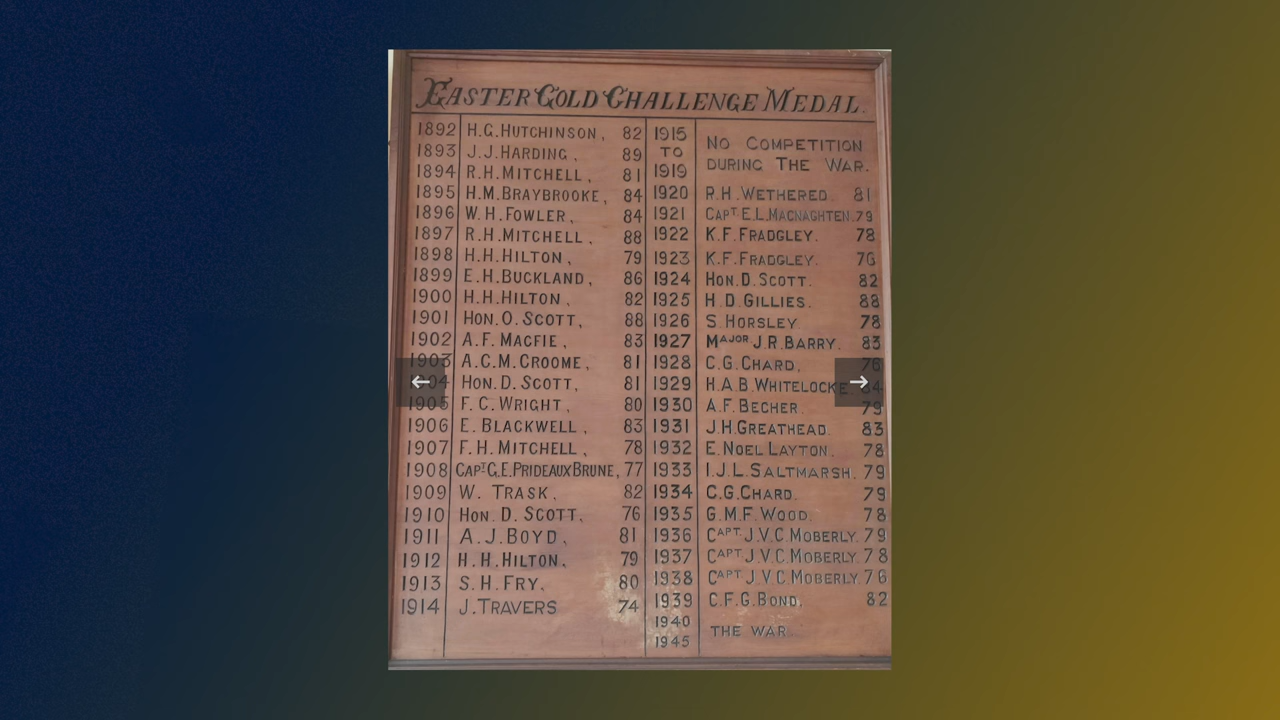 EASTER GOLD CHALLENGE MEDAL.
1892 H.G. HUTCHINSON, 82
1893 J.J. HARDING, 89
1894 R.H. MITCHELL, 81
1895 H.M. BRAYBROOKE, 84
1896 W.H. FOWLER, 84
1897 R.H. MITCHELL, 88
1898 H.H. HILTON, 79
1899 E.H. BUCKLAND, 86
1900 H.H. HILTON, 82
1901 HON. O. SCOTT, 88
1902 A.F. MACFIE, 83
1903 A.C.M. CROOME, 81
1904 HON. D. SCOTT, 81
1905 F.C. WRIGHT, 80
1906 E. BLACKWELL, 83
1907 F.H. MITCHELL, 78
1908 CAPT. G.E. PRIDEAUX BRUNE, 77
1909 W. TRASK, 82
1910 HON. D. SCOTT, 76
1911 A.J. BOYD, 81
1912 H.H. HILTON, 79
1913 S.H. FRY, 80
1914 J. TRAVERS 74
1915 TO 1919 NO COMPETITION DURING THE WAR.
1920 R.H. WETHERED. 81
1921 CAPT. E.L. MACNAGHTEN. 79
1922 K.F. FRADGLEY. 78
1923 K.F. FRADGLEY. 76
1924 HON. D. SCOTT. 82
1925 H.D. GILLIES. 88
1926 S. HORSLEY. 78
1927 MAJOR J.R. BARRY. 83
1928 C.G. CHARD. 76
1929 H.A.B. WHITELOCKE 84
1930 A.F. BECHER. 79
1931 J.H. GREATHEAD. 83
1932 E. NOEL LAYTON. 78
1933 I.J.L. SALTMARSH. 79
1934 C.G. CHARD. 79
1935 G.M.F. WOOD. 78
1936 CAPT. J.V.C. MOBERLY. 79
1937 CAPT. J.V.C. MOBERLY. 78
1938 CAPT. J.V.C. MOBERLY. 76
1939 C.F.G. BOND. 82
1940 1945 THE WAR.